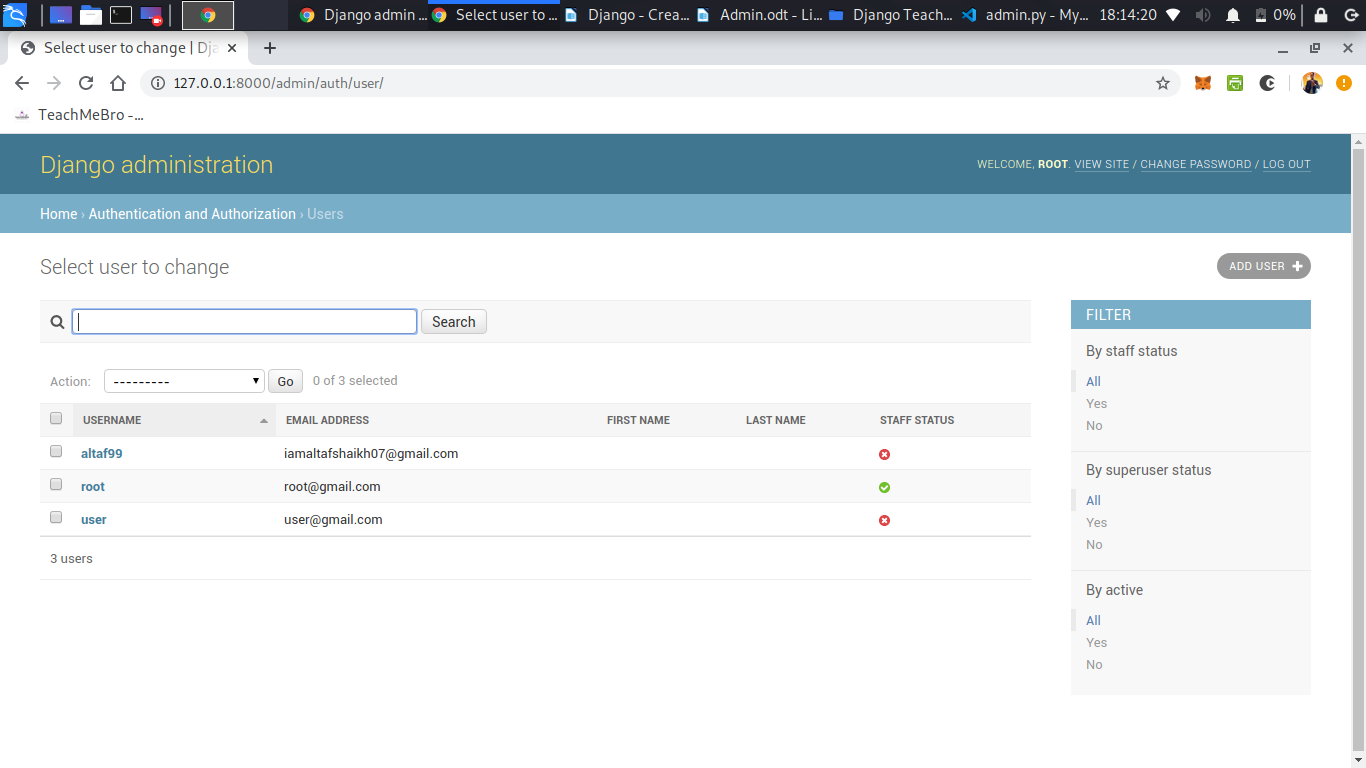 Django admin ...
Select user to ...
Django - Crea...
Admin.odt - Li...
Django Teach...
admin.py - My...
18:14:20
0%
Select user to change | Dja
127.0.0.1:8000/admin/auth/user/
TeachMeBro -...
Django administration
WELCOME, ROOT. VIEW SITE / CHANGE PASSWORD / LOG OUT
Home › Authentication and Authorization › Users
Select user to change
ADD USER +
Search
Action: --------- Go 0 of 3 selected
USERNAME EMAIL ADDRESS FIRST NAME LAST NAME STAFF STATUS
altaf99 iamaltafshaikh07@gmail.com
root root@gmail.com
user user@gmail.com
3 users
FILTER
By staff status
All
Yes
No
By superuser status
All
Yes
No
By active
All
Yes
No